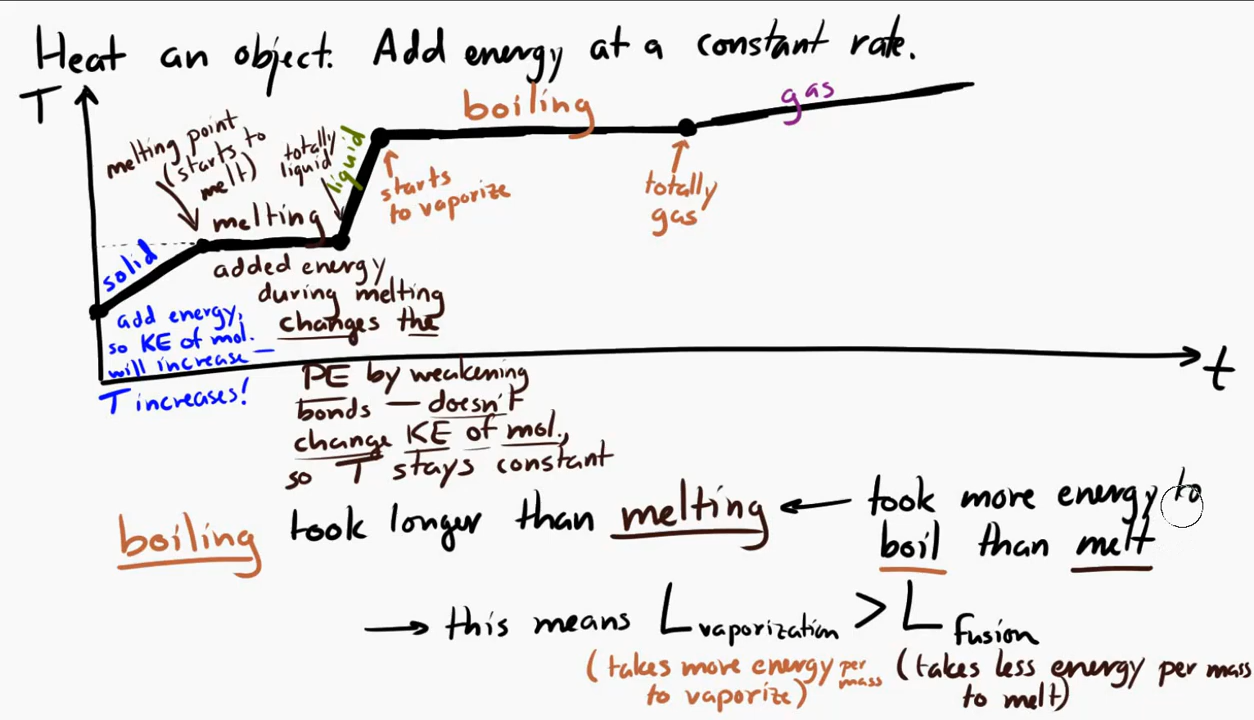 Heat an object. Add energy at a constant rate.
T
boiling
gas
melting point
(starts to
melt)
totally
liquid
liquid
starts
to vaporize
totally
gas
melting
solid
added energy
during melting
changes the
add energy,
so KE of mol.
will increase —
T increases!
t
PE by weakening
bonds — doesn't
change KE of mol.,
so T stays constant
boiling took longer than melting ← took more energy to
boil than melt
→ this means L vaporization > L fusion
(takes more energy per mass
to vaporize)
(takes less energy per mass
to melt)